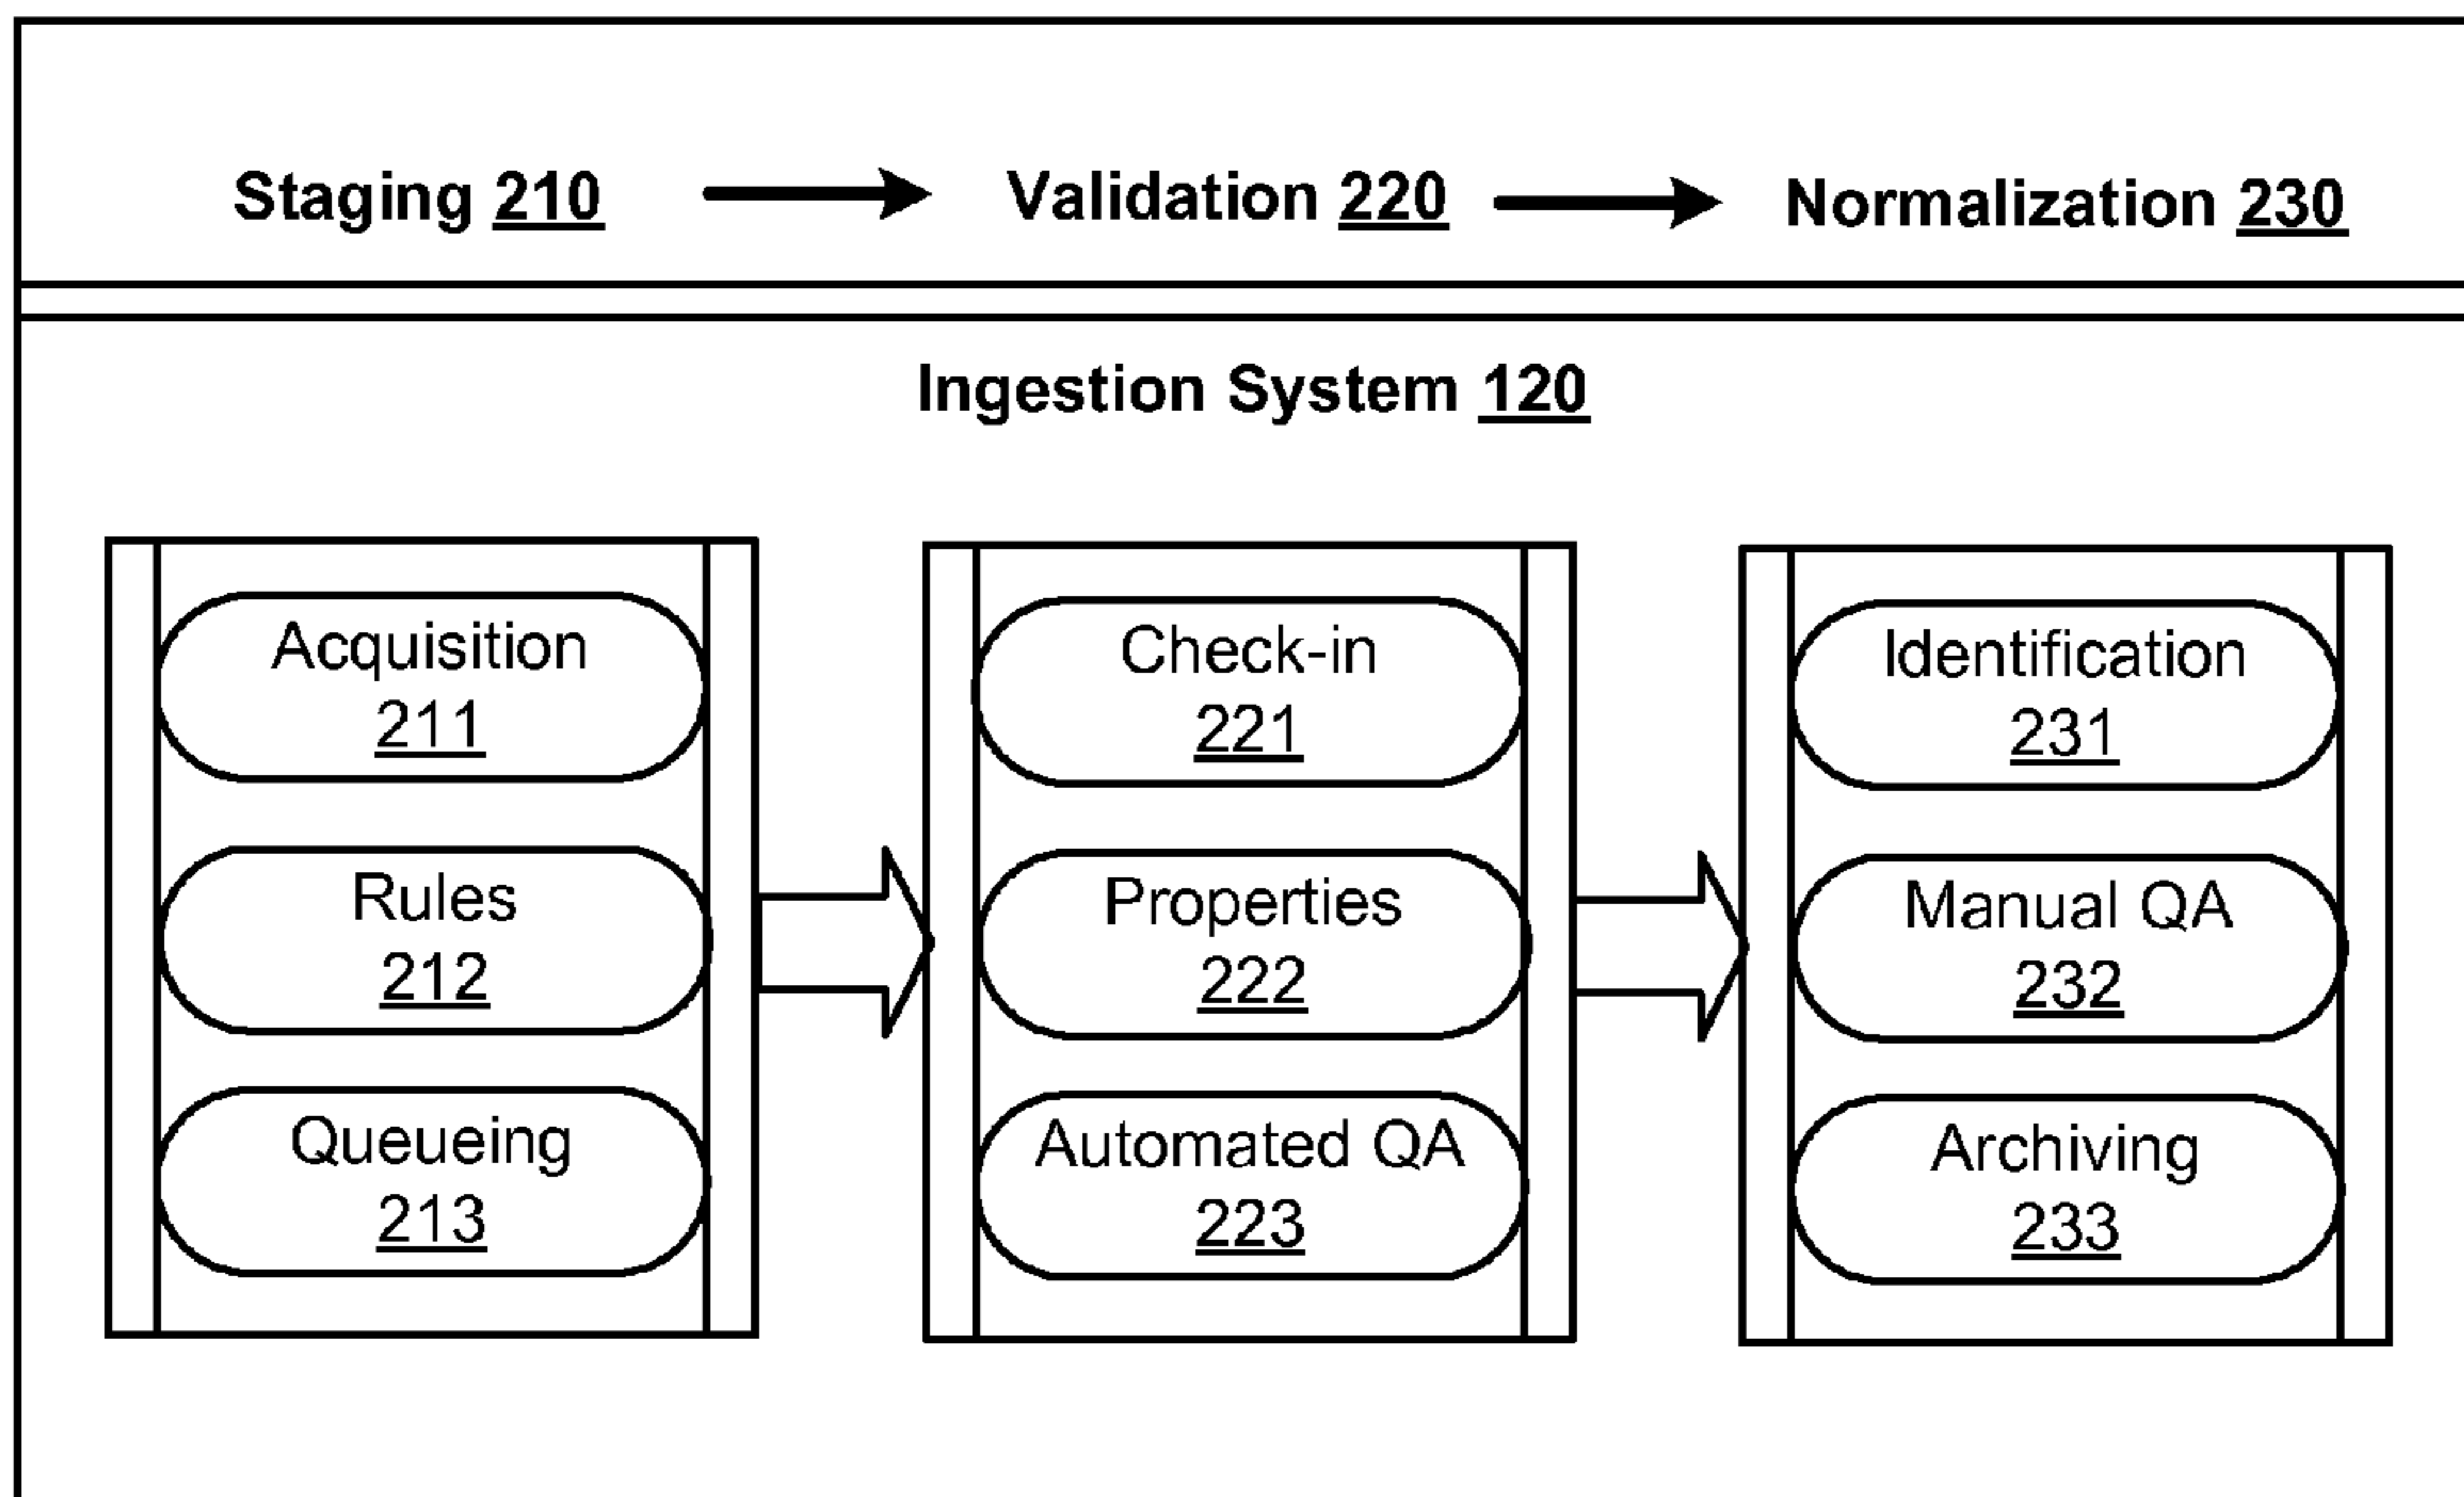 Staging 210
Validation 220
Normalization 230
Ingestion System 120
Acquisition
211
Rules
212
Queueing
213
Check-in
221
Properties
222
Automated QA
223
Identification
231
Manual QA
232
Archiving
233